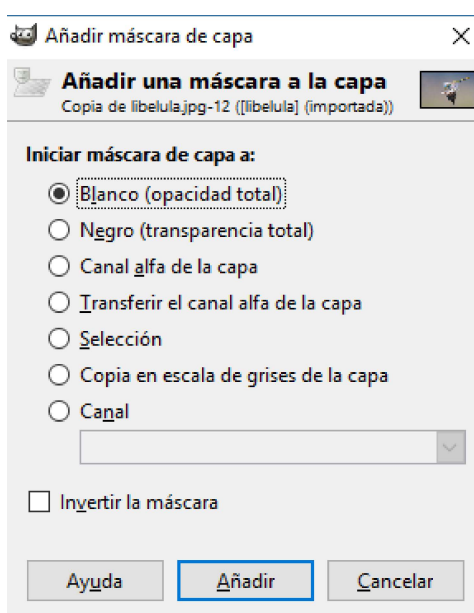 Añadir máscara de capa
Añadir una máscara a la capa
Copia de libelula.jpg-12 ([libelula] (importada))
Iniciar máscara de capa a:
Blanco (opacidad total)
Negro (transparencia total)
Canal alfa de la capa
Transferir el canal alfa de la capa
Selección
Copia en escala de grises de la capa
Canal
Invertir la máscara
Ayuda Añadir Cancelar